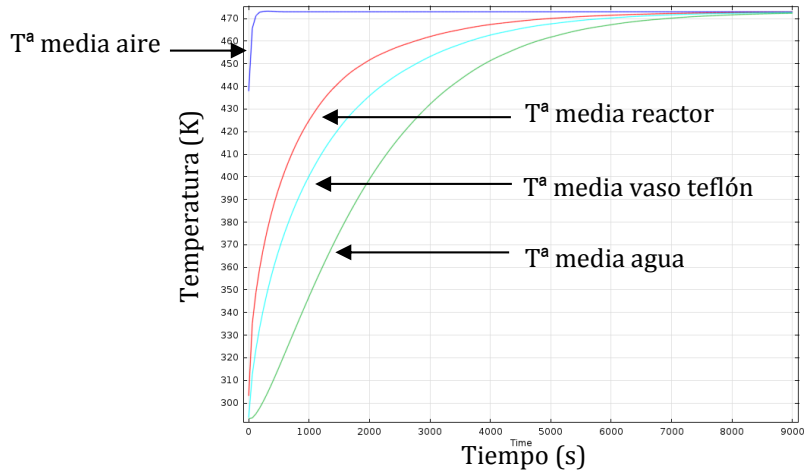 Tª media aire
Temperatura (K)
470
460
450
440
430
420
410
400
390
380
370
360
350
340
330
320
310
300
Tª media reactor
Tª media vaso teflón
Tª media agua
0 1000 2000 3000 4000 5000 6000 7000 8000 9000
Time
Tiempo (s)